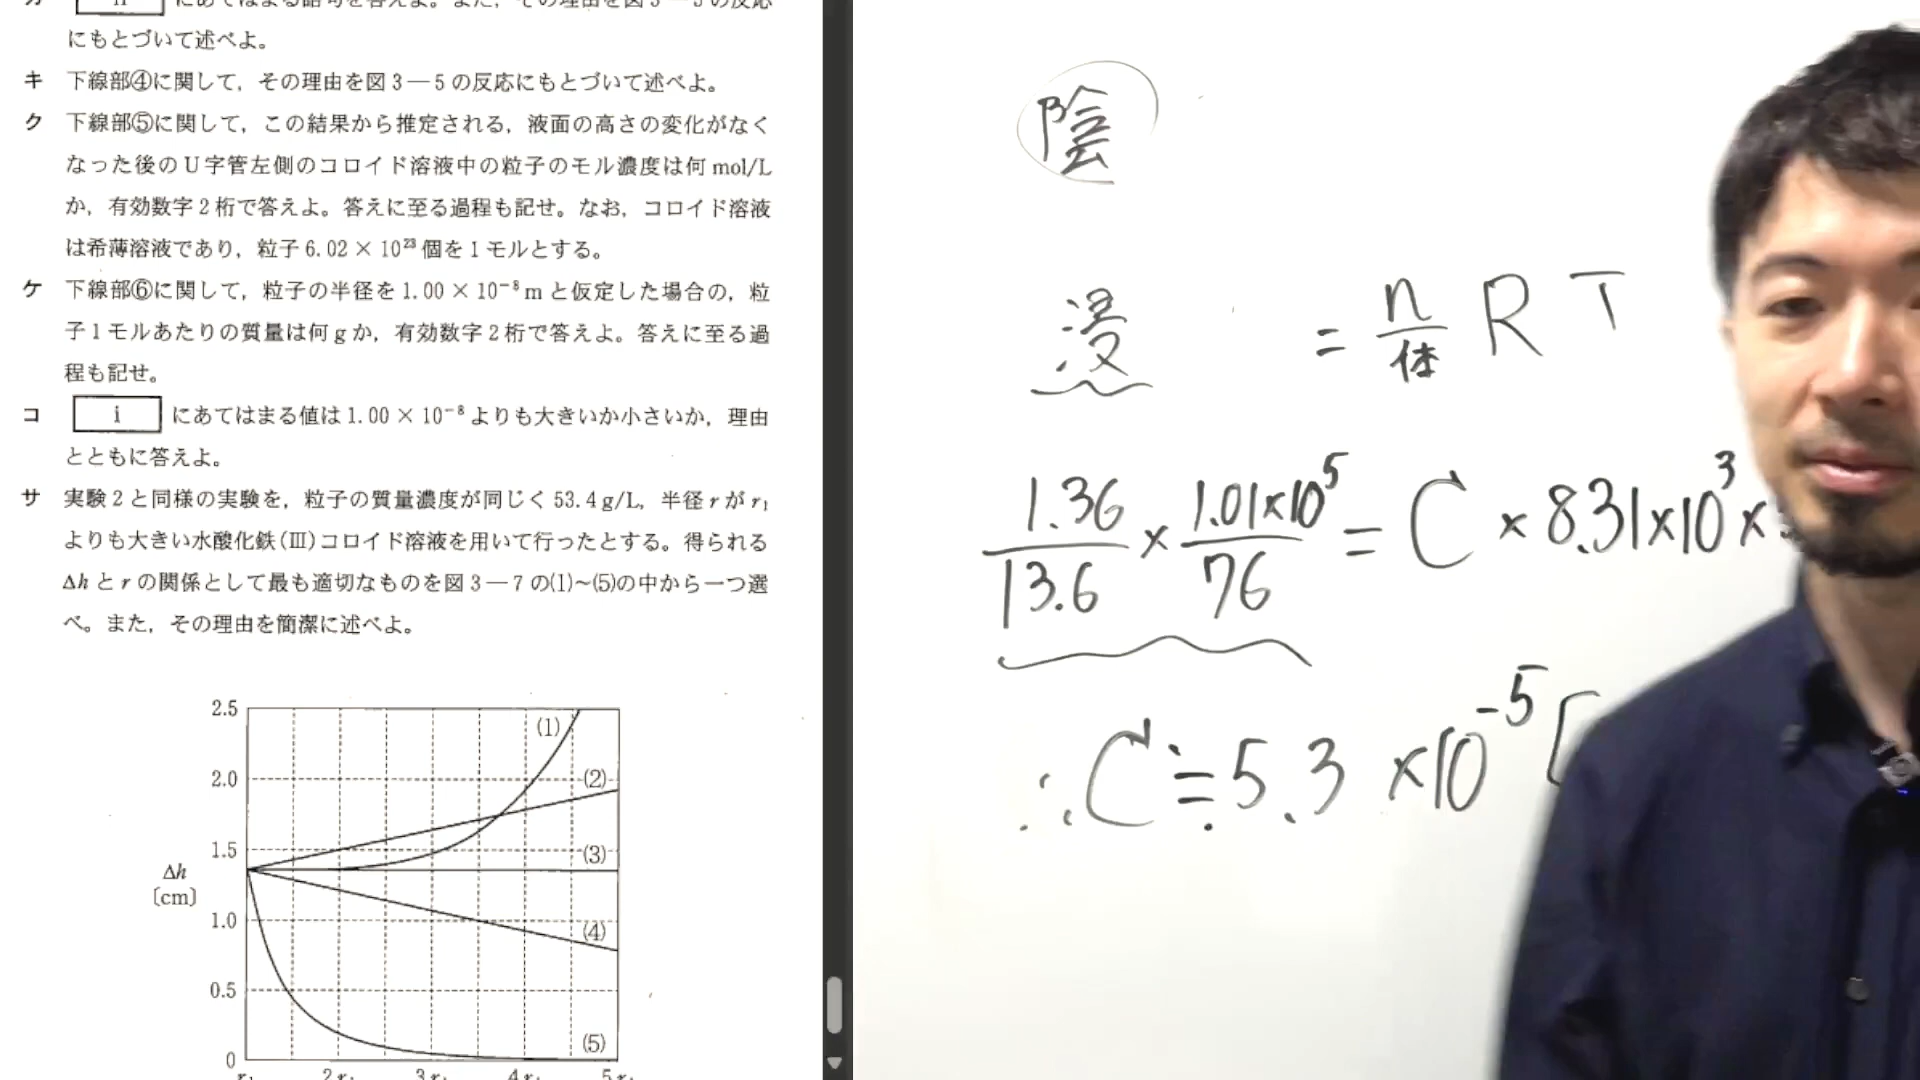 にもとづいて述べよ。
キ 下線部④に関して,その理由を図3—5の反応にもとづいて述べよ。
ク 下線部⑤に関して,この結果から推定される,液面の高さの変化がなく
なった後のU字管左側のコロイド溶液中の粒子のモル濃度は何 mol/L
か,有効数字2桁で答えよ。答えに至る過程も記せ。なお,コロイド溶液
は希薄溶液であり,粒子 6.02 × 10²³ 個を1モルとする。
ケ 下線部⑥に関して,粒子の半径を 1.00 × 10⁻⁸ m と仮定した場合の,粒
子1モルあたりの質量は何 g か,有効数字2桁で答えよ。答えに至る過
程も記せ。
コ i にあてはまる値は 1.00 × 10⁻⁸ よりも大きいか小さいか,理由
とともに答えよ。
サ 実験2と同様の実験を,粒子の質量濃度が同じく 53.4 g/L,半径 r が r₁
よりも大きい水酸化鉄(Ⅲ)コロイド溶液を用いて行ったとする。得られる
Δh と r の関係として最も適切なものを図3—7の(1)~(5)の中から一つ選
べ。また,その理由を簡潔に述べよ。
2.5
(1)
2.0
(2)
1.5
(3)
Δh
〔cm〕
1.0
(4)
0.5
(5)
0
陰
浸 = n/体 R T
1.36/13.6 × 1.01×10⁵/76 = C × 8.31×10³ ×
∴ C ≒ 5.3 ×10⁻⁵ [